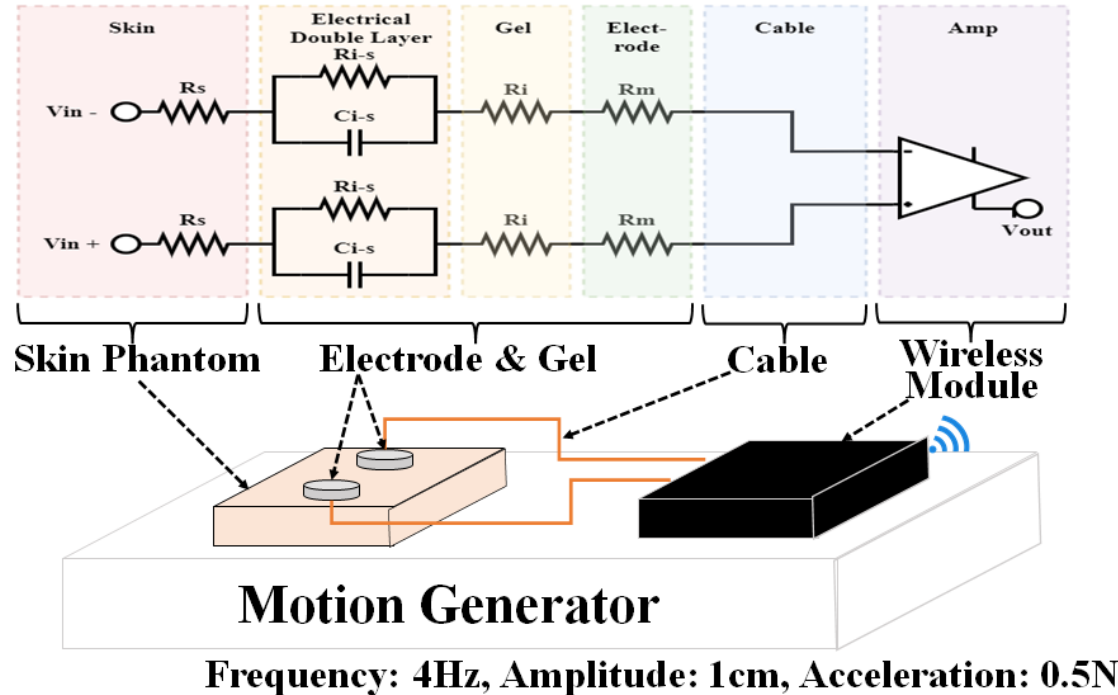 Skin
Electrical
Double Layer
Gel
Elect-
rode
Cable
Amp
Ri-s
Vin -
Rs
Ci-s
Ri
Rm
-
Ri-s
Vin +
Rs
Ci-s
Ri
Rm
+
Vout
Skin Phantom
Electrode & Gel
Cable
Wireless
Module
Motion Generator
Frequency: 4Hz, Amplitude: 1cm, Acceleration: 0.5N